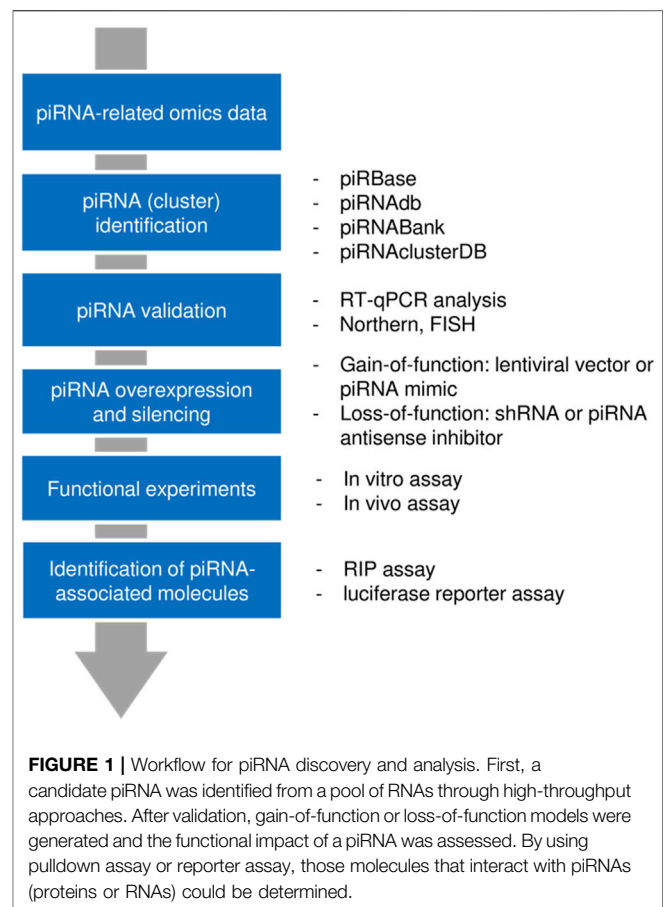 piRNA-related omics data
piRNA (cluster)
identification
- piRBase
- piRNAdb
- piRNABank
- piRNAclusterDB
piRNA validation
- RT-qPCR analysis
- Northern, FISH
piRNA overexpression
and silencing
- Gain-of-function: lentiviral vector or
piRNA mimic
- Loss-of-function: shRNA or piRNA
antisense inhibitor
Functional experiments
- In vitro assay
- In vivo assay
Identification of piRNA-
associated molecules
- RIP assay
- luciferase reporter assay
FIGURE 1 | Workflow for piRNA discovery and analysis. First, a
candidate piRNA was identified from a pool of RNAs through high-throughput
approaches. After validation, gain-of-function or loss-of-function models were
generated and the functional impact of a piRNA was assessed. By using
pulldown assay or reporter assay, those molecules that interact with piRNAs
(proteins or RNAs) could be determined.